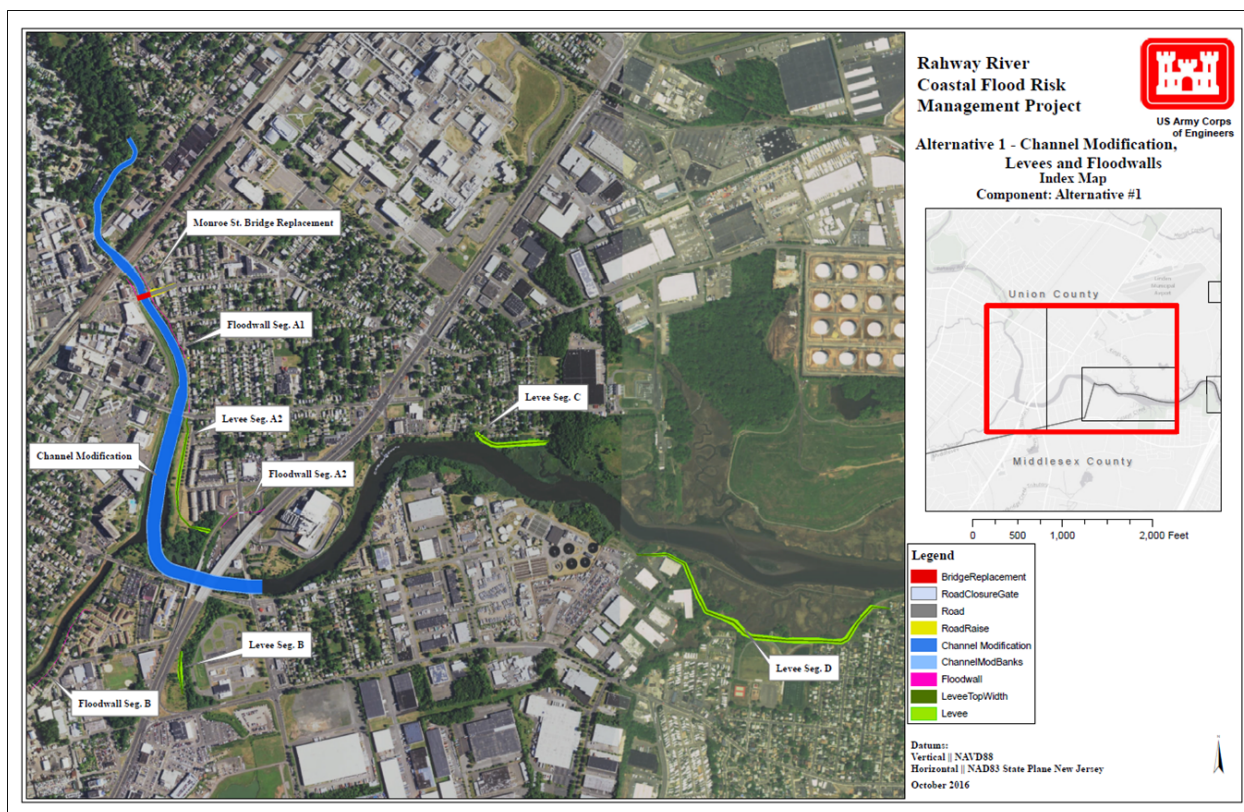 Rahway River
Coastal Flood Risk
Management Project
US Army Corps
of Engineers
Alternative 1 - Channel Modification,
Levees and Floodwalls
Index Map
Component: Alternative #1
Monroe St. Bridge Replacement
Floodwall Seg. A1
Levee Seg. A2
Channel Modification
Floodwall Seg. A2
Levee Seg. C
Levee Seg. B
Floodwall Seg. B
Levee Seg. D
Union County
Middlesex County
0 500 1,000 2,000 Feet
Legend
BridgeReplacement
RoadClosureGate
Road
RoadRaise
Channel Modification
ChannelModBanks
Floodwall
LeveeTopWidth
Levee
Datums:
Vertical || NAVD88
Horizontal || NAD83 State Plane New Jersey
October 2016